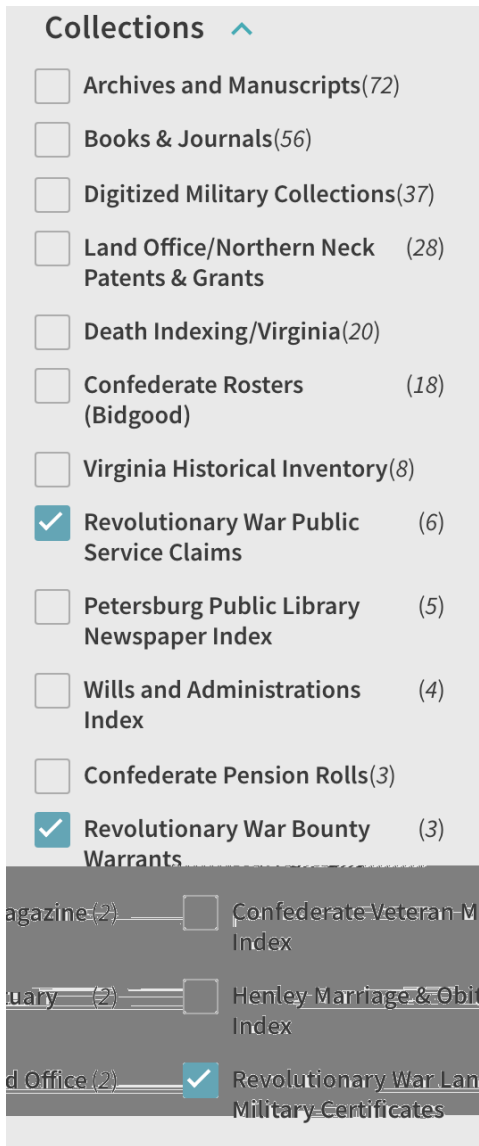 Collections
Archives and Manuscripts(72)
Books & Journals(56)
Digitized Military Collections(37)
Land Office/Northern Neck (28)
Patents & Grants
Death Indexing/Virginia(20)
Confederate Rosters (18)
(Bidgood)
Virginia Historical Inventory(8)
Revolutionary War Public (6)
Service Claims
Petersburg Public Library (5)
Newspaper Index
Wills and Administrations (4)
Index
Confederate Pension Rolls(3)
Revolutionary War Bounty (3)
Warrants
agazine (2) Confederate Veteran M
Index
tuary (2) Henley Marriage & Obit
Index
d Office (2) Revolutionary War Lan
Military Certificates